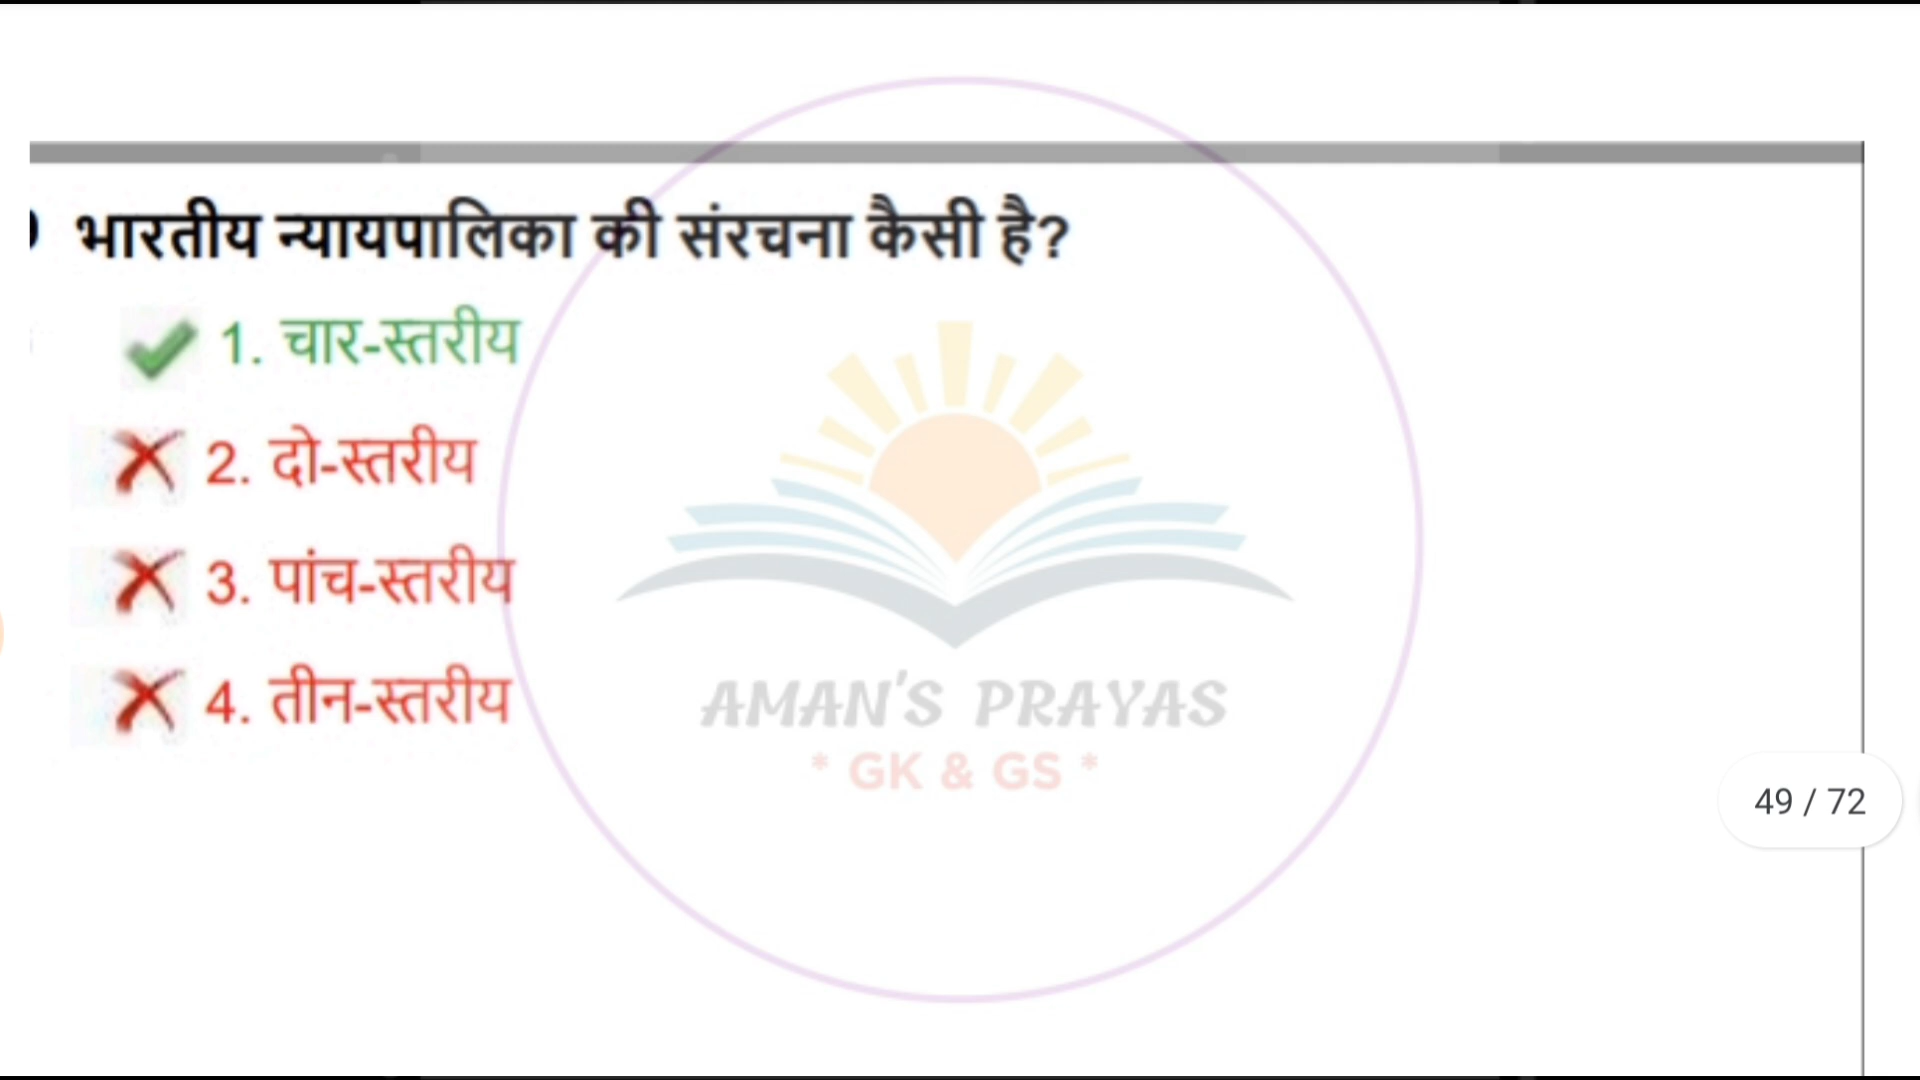 भारतीय न्यायपालिका की संरचना कैसी है?
1. चार-स्तरीय
2. दो-स्तरीय
3. पांच-स्तरीय
4. तीन-स्तरीय
AMAN'S PRAYAS
* GK & GS *
49 / 72